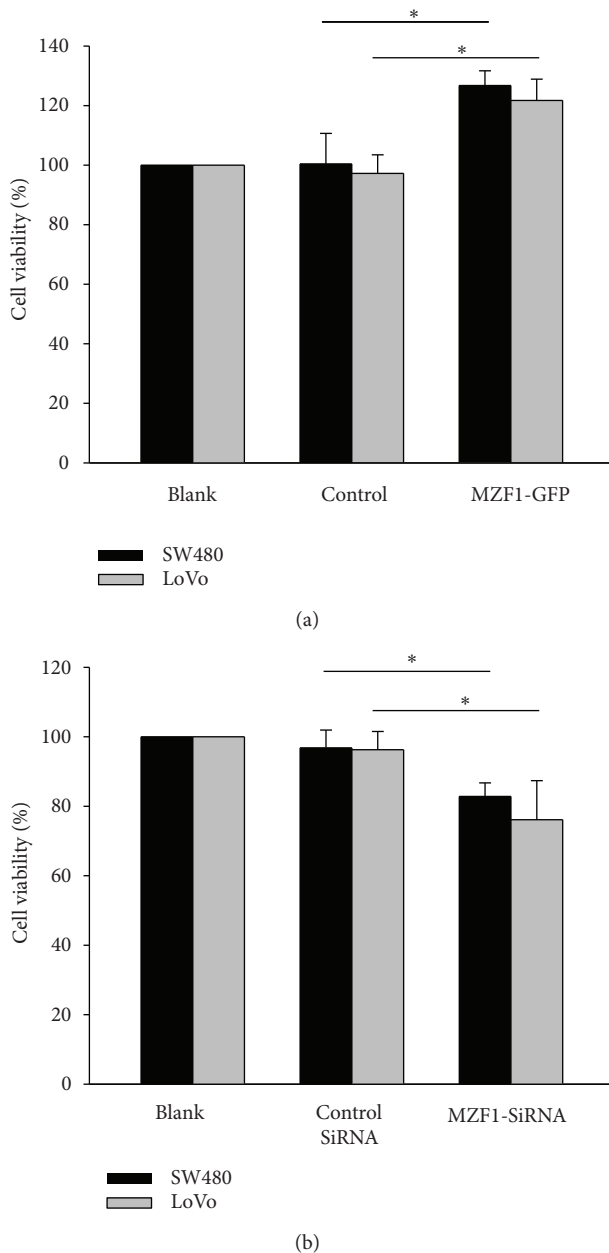 *
*
140
120
100
80
60
40
20
0
Cell viability (%)
Blank
Control
MZF1-GFP
SW480
LoVo
(a)
*
*
120
100
80
60
40
20
0
Cell viability (%)
Blank
Control
SiRNA
MZF1-SiRNA
SW480
LoVo
(b)